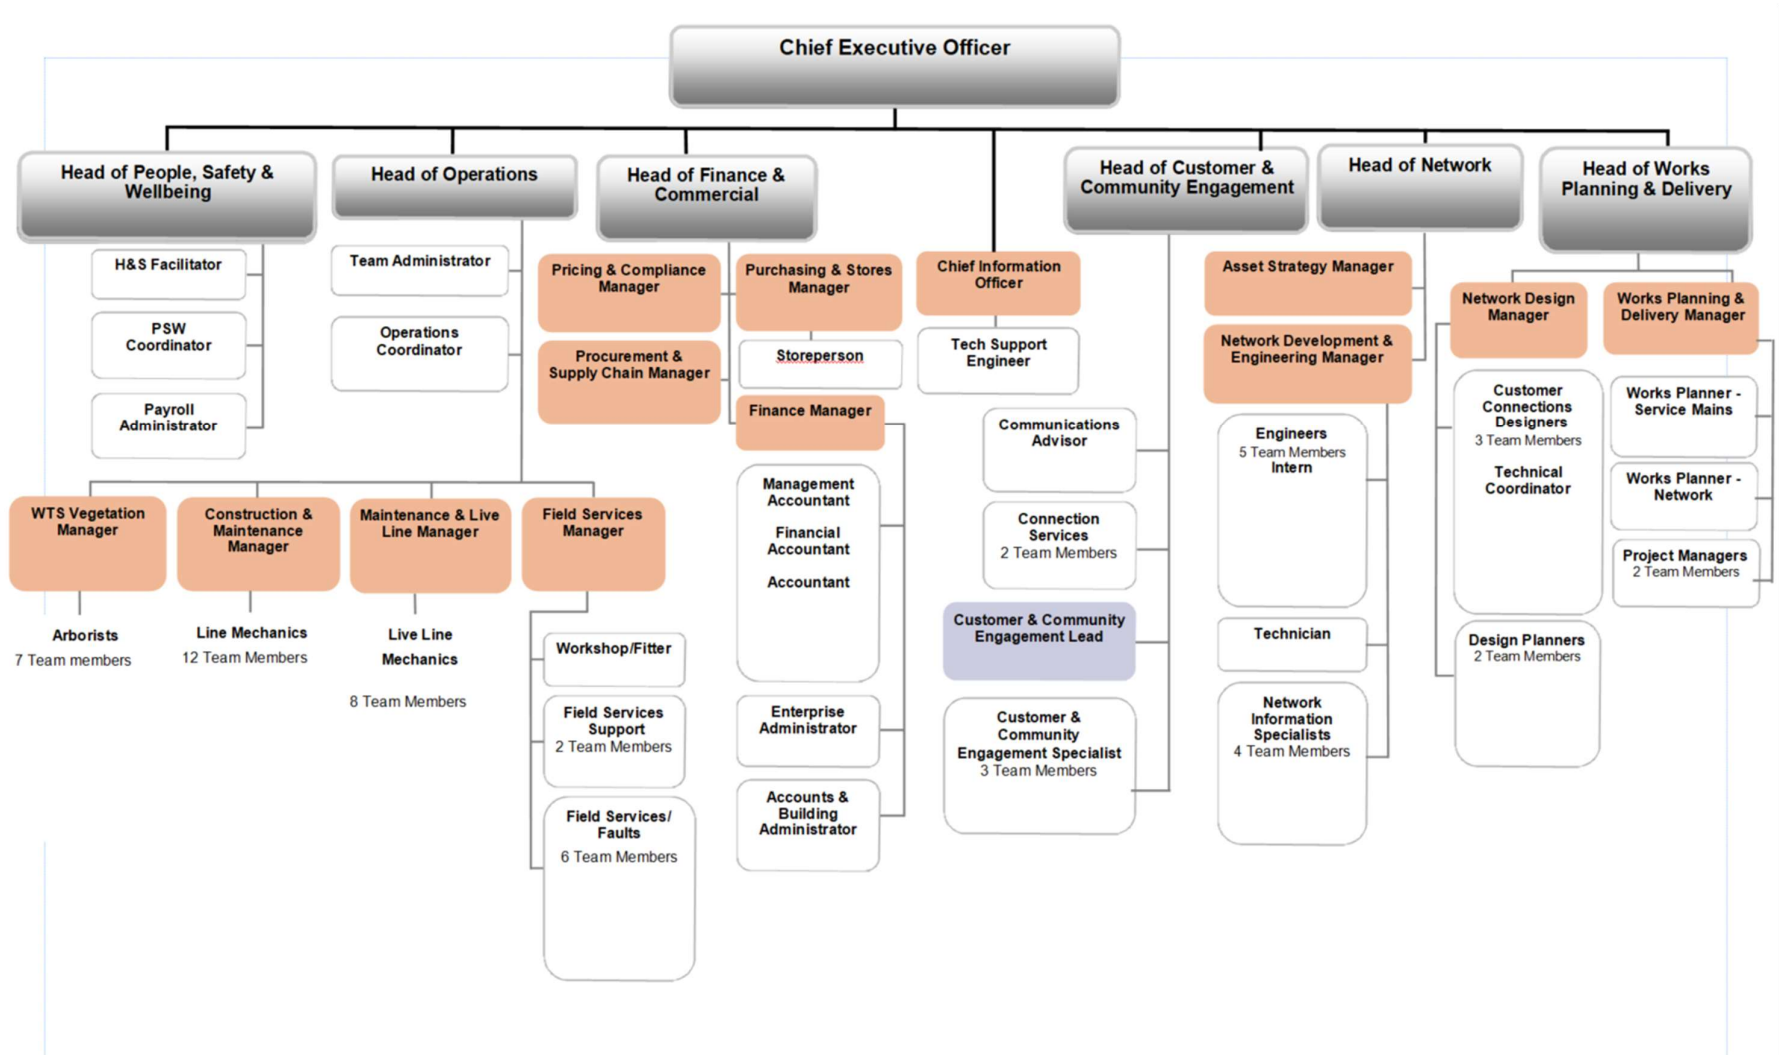 Chief Executive Officer
Head of People, Safety &
Wellbeing
Head of Operations
Head of Finance &
Commercial
Head of Customer &
Community Engagement
Head of Network
Head of Works
Planning & Delivery
H&S Facilitator
PSW
Coordinator
Payroll
Administrator
Team Administrator
Operations
Coordinator
WTS Vegetation
Manager
Arborists
7 Team members
Construction &
Maintenance
Manager
Line Mechanics
12 Team Members
Maintenance & Live
Line Manager
Live Line
Mechanics
8 Team Members
Field Services
Manager
Workshop/Fitter
Field Services
Support
2 Team Members
Field Services/
Faults
6 Team Members
Pricing & Compliance
Manager
Procurement &
Supply Chain Manager
Purchasing & Stores
Manager
Storeperson
Finance Manager
Management
Accountant
Financial
Accountant
Accountant
Enterprise
Administrator
Accounts &
Building
Administrator
Chief Information
Officer
Tech Support
Engineer
Communications
Advisor
Connection
Services
2 Team Members
Customer & Community
Engagement Lead
Customer &
Community
Engagement Specialist
3 Team Members
Asset Strategy Manager
Network Development &
Engineering Manager
Engineers
5 Team Members
Intern
Technician
Network
Information
Specialists
4 Team Members
Network Design
Manager
Customer
Connections
Designers
3 Team Members
Technical
Coordinator
Design Planners
2 Team Members
Works Planning &
Delivery Manager
Works Planner -
Service Mains
Works Planner -
Network
Project Managers
2 Team Members